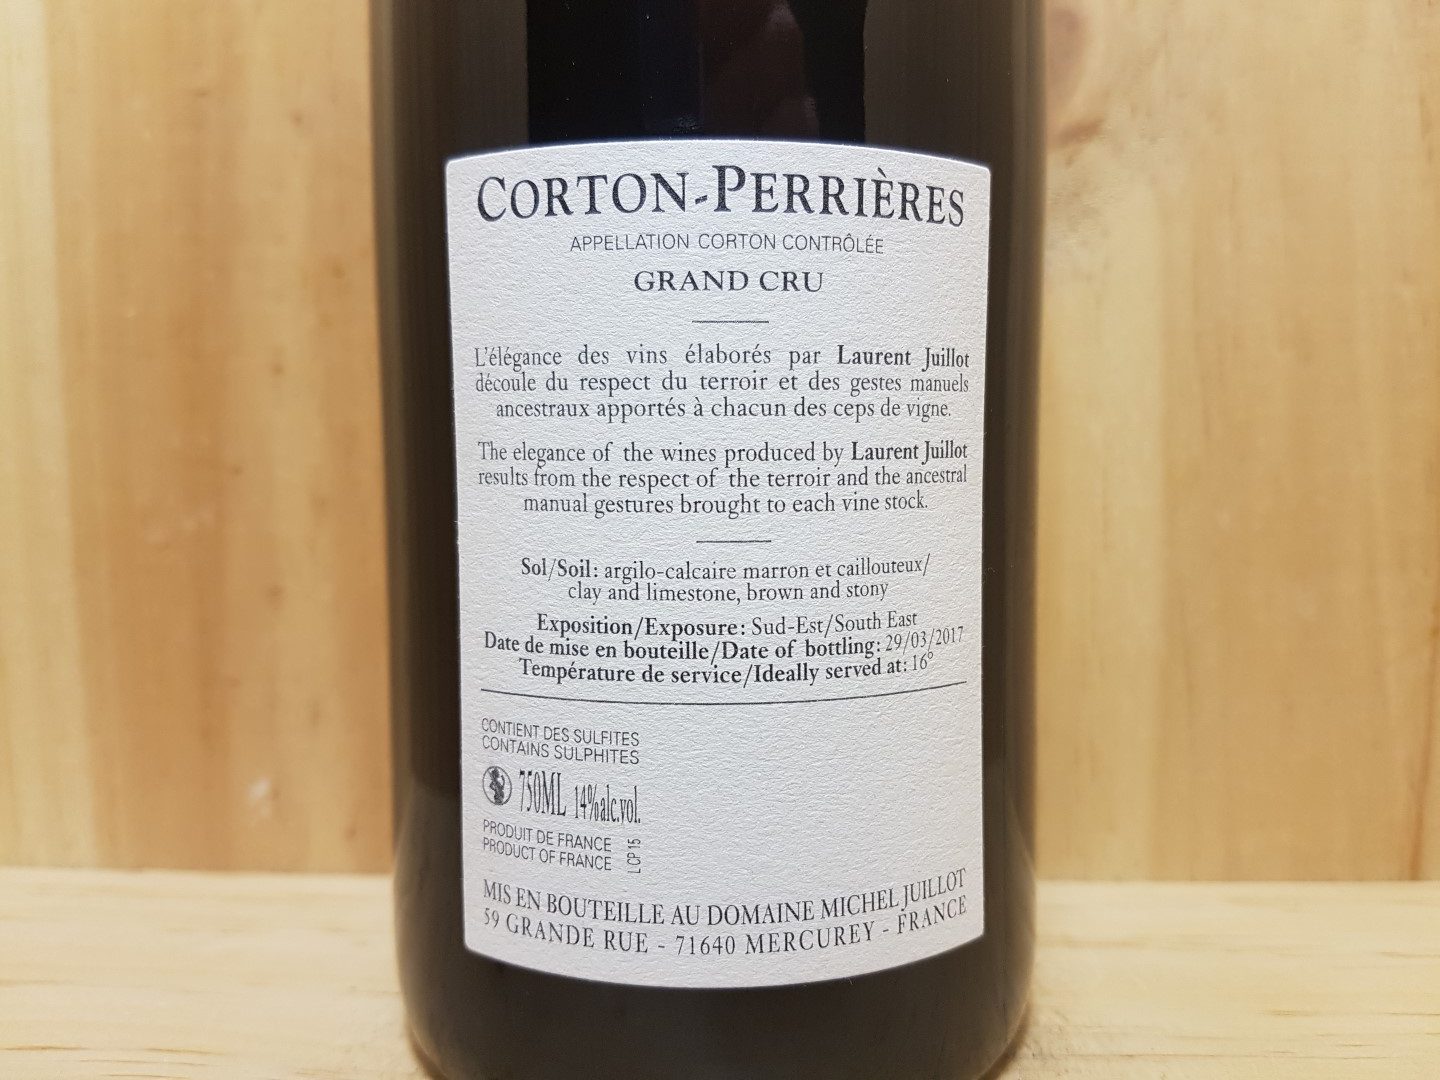 CORTON-PERRIÈRES
APPELLATION CORTON CONTRÔLÉE
GRAND CRU
L'élégance des vins élaborés par Laurent Juillot
découle du respect du terroir et des gestes manuels
ancestraux apportés à chacun des ceps de vigne.
The elegance of the wines produced by Laurent Juillot
results from the respect of the terroir and the ancestral
manual gestures brought to each vine stock.
Sol/Soil: argilo-calcaire marron et caillouteux/
clay and limestone, brown and stony
Exposition/Exposure: Sud-Est/South East
Date de mise en bouteille/Date of bottling: 29/03/2017
Température de service/Ideally served at: 16°
CONTIENT DES SULFITES
CONTAINS SULPHITES
750ML 14%alc.vol.
PRODUIT DE FRANCE
PRODUCT OF FRANCE
LCP 15
MIS EN BOUTEILLE AU DOMAINE MICHEL JUILLOT
59 GRANDE RUE - 71640 MERCUREY - FRANCE